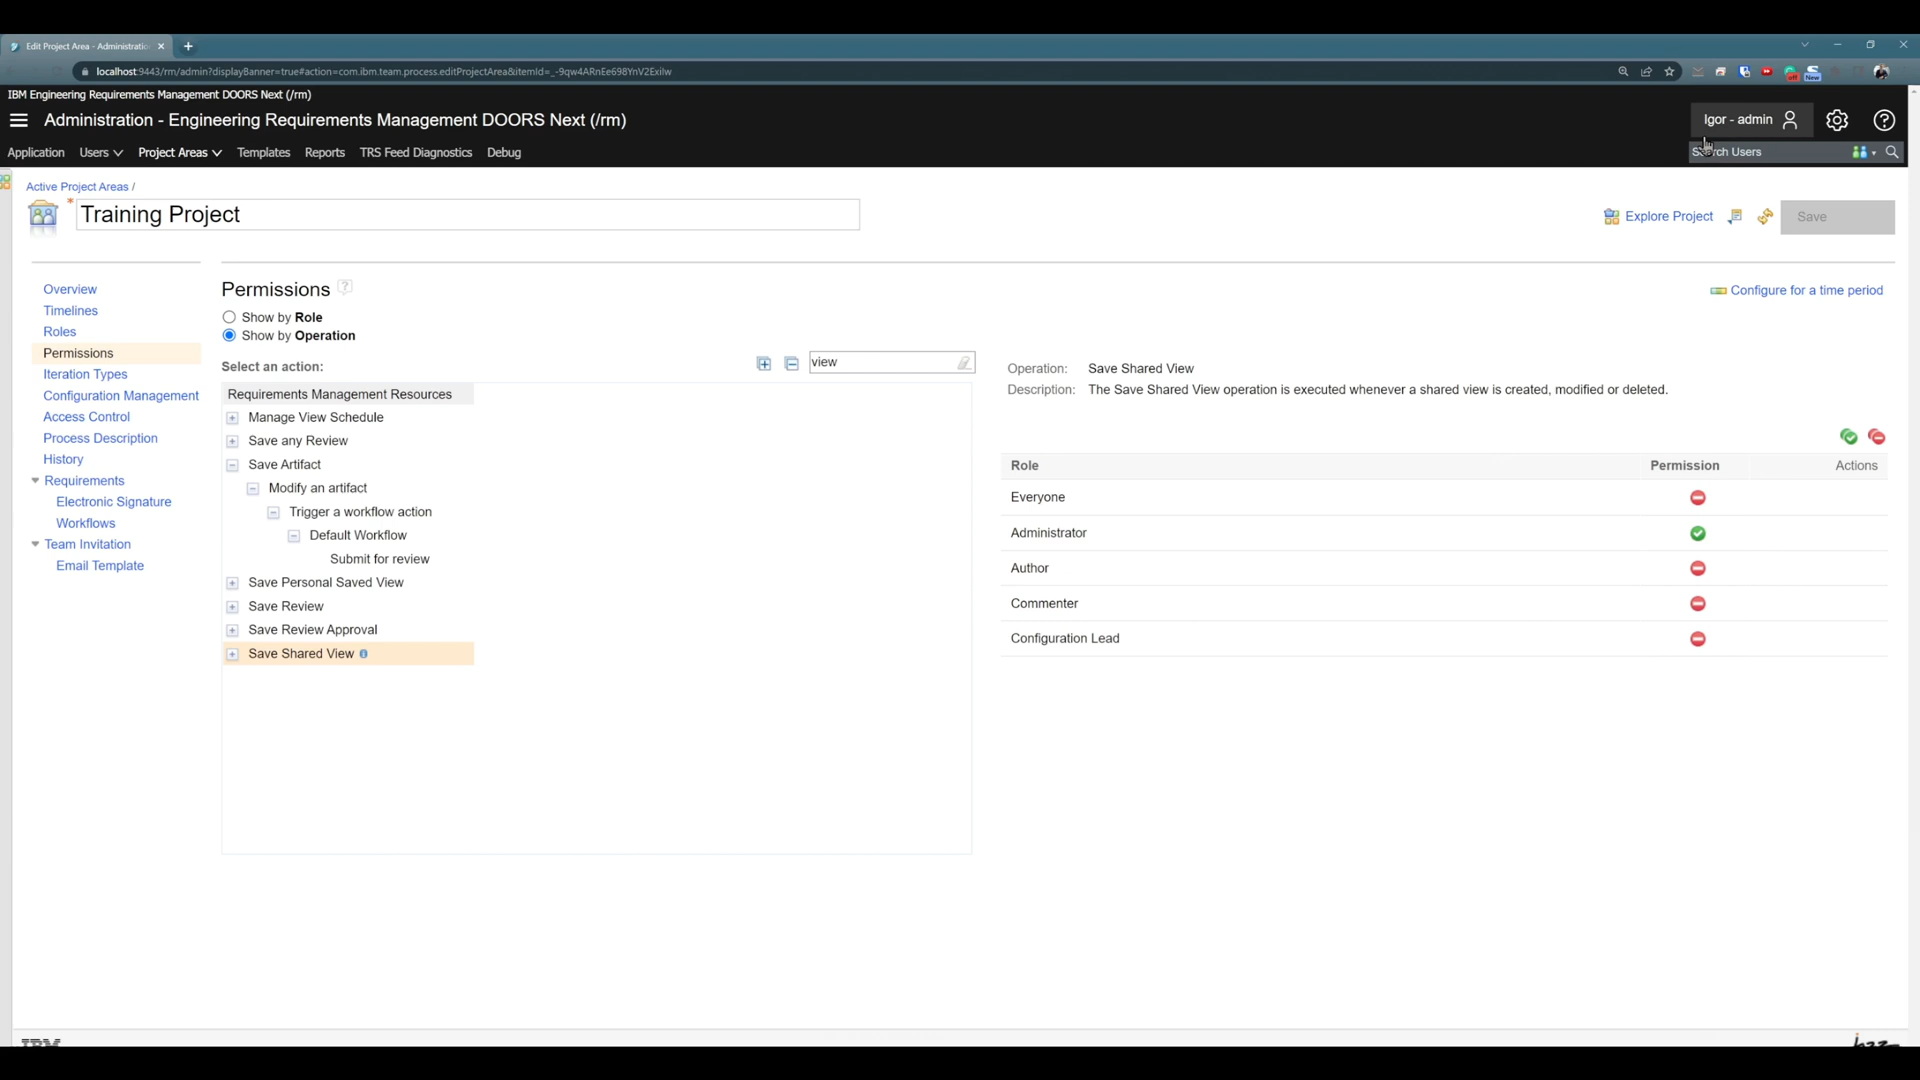 Edit Project Area - Administratio
localhost:9443/rm/admin?displayBanner=true#action=com.ibm.team.process.editProjectArea&itemId=_-9qw4ARnEe698YnV2Exilw
off
New
IBM Engineering Requirements Management DOORS Next (/rm)
Administration - Engineering Requirements Management DOORS Next (/rm)
Igor - admin
Application
Users
Project Areas
Templates
Reports
TRS Feed Diagnostics
Debug
Search Users
Active Project Areas /
* Training Project
Explore Project
Save
Overview
Timelines
Roles
Permissions
Iteration Types
Configuration Management
Access Control
Process Description
History
Requirements
Electronic Signature
Workflows
Team Invitation
Email Template
Permissions ?
Show by Role
Show by Operation
Select an action:
view
Requirements Management Resources
Manage View Schedule
Save any Review
Save Artifact
Modify an artifact
Trigger a workflow action
Default Workflow
Submit for review
Save Personal Saved View
Save Review
Save Review Approval
Save Shared View
Configure for a time period
Operation: Save Shared View
Description: The Save Shared View operation is executed whenever a shared view is created, modified or deleted.
Role Permission Actions
Everyone
Administrator
Author
Commenter
Configuration Lead
IBM